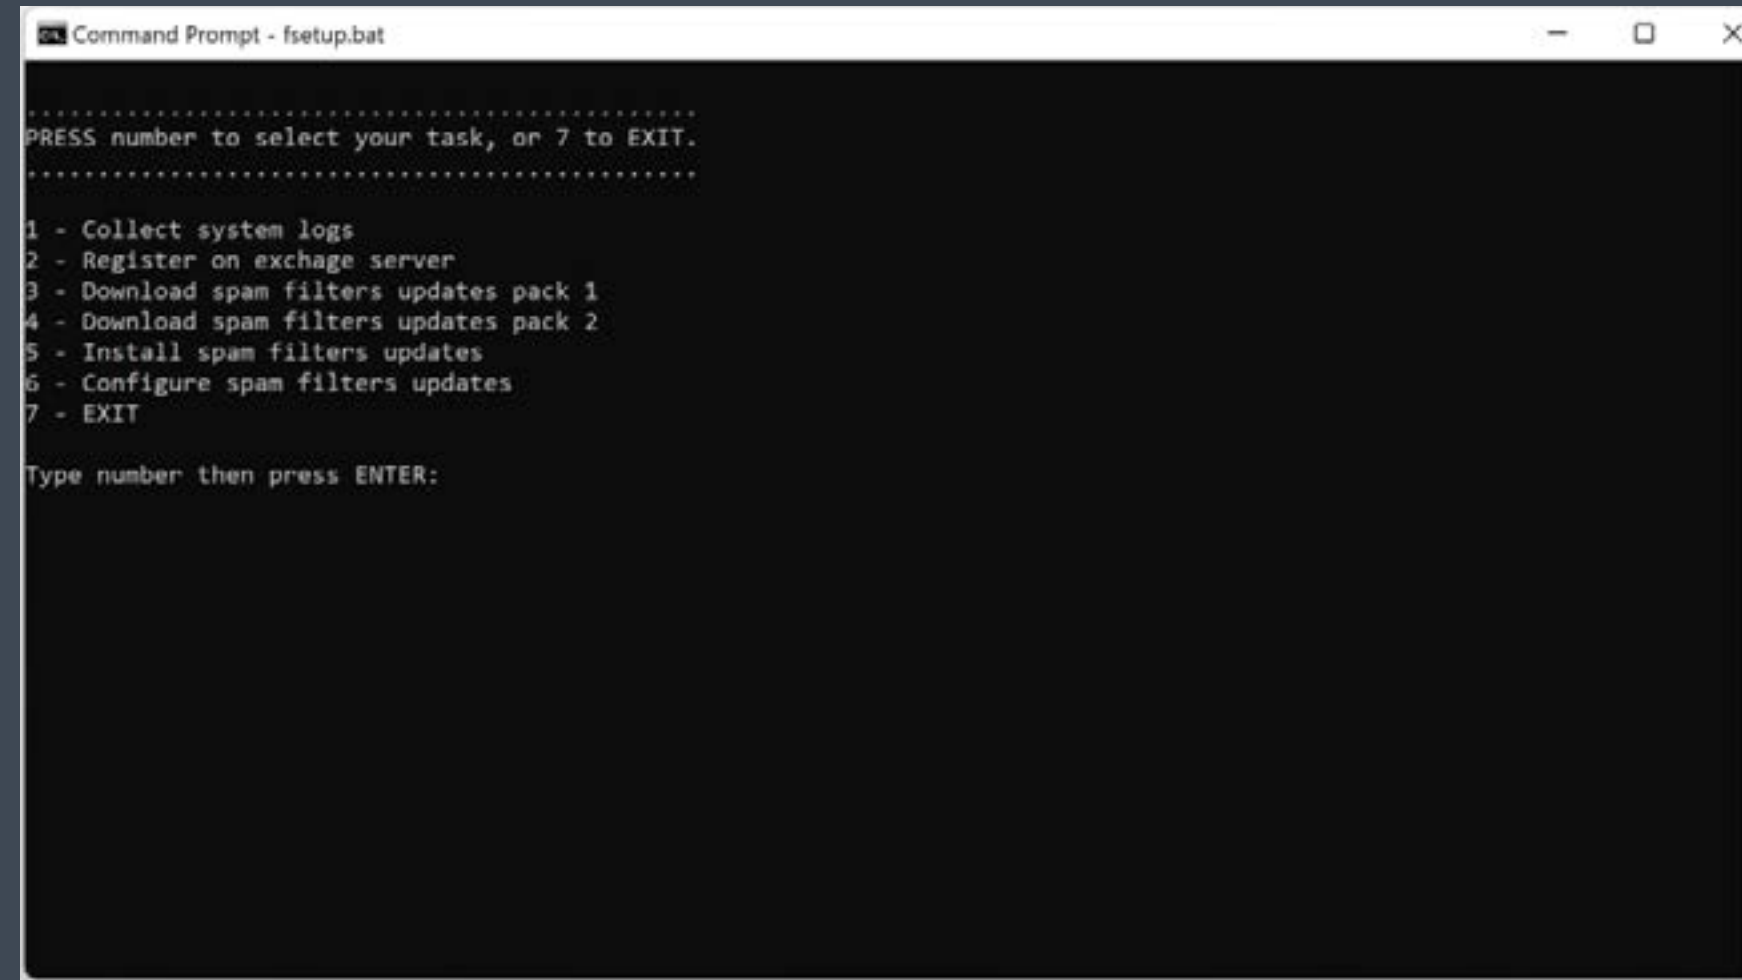 Command Prompt - fsetup.bat
................................................
PRESS number to select your task, or 7 to EXIT.
................................................
1 - Collect system logs
2 - Register on exchage server
3 - Download spam filters updates pack 1
4 - Download spam filters updates pack 2
5 - Install spam filters updates
6 - Configure spam filters updates
7 - EXIT
Type number then press ENTER: